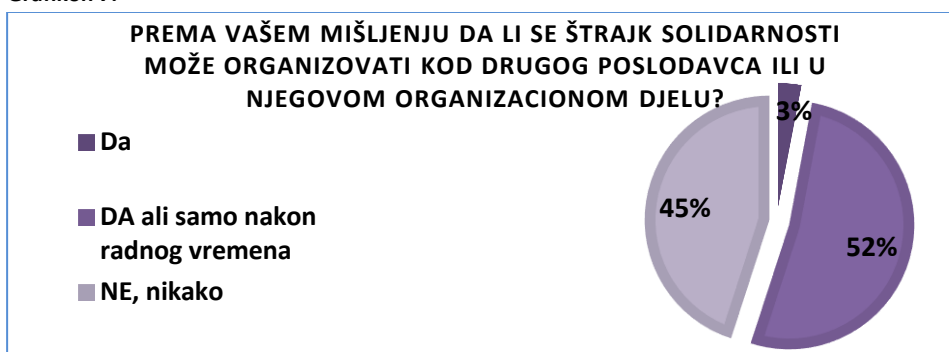 PREMA VAŠEM MIŠLJENJU DA LI SE ŠTRAJK SOLIDARNOSTI
MOŽE ORGANIZOVATI KOD DRUGOG POSLODAVCA ILI U
NJEGOVOM ORGANIZACIONOM DJELU?
Da
DA ali samo nakon
radnog vremena
NE, nikako
3%
45%
52%